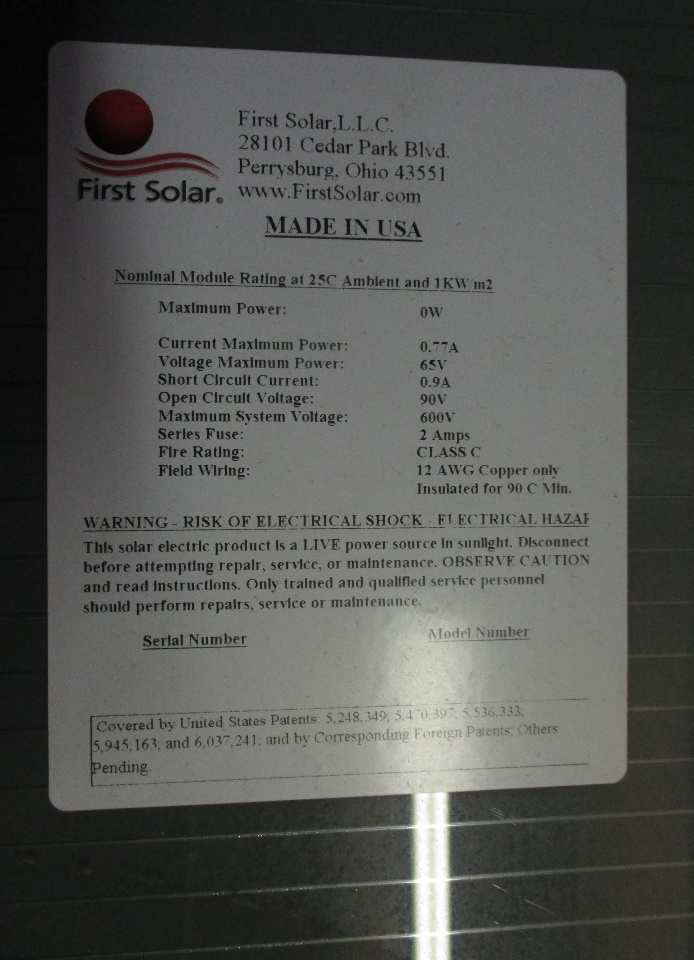 First Solar®
First Solar,L.L.C.
28101 Cedar Park Blvd.
Perrysburg, Ohio 43551
www.FirstSolar.com
MADE IN USA
Nominal Module Rating at 25C Ambient and 1KW/m2
Maximum Power: 0W
Current Maximum Power: 0.77A
Voltage Maximum Power: 65V
Short Circuit Current: 0.9A
Open Circuit Voltage: 90V
Maximum System Voltage: 600V
Series Fuse: 2 Amps
Fire Rating: CLASS C
Field Wiring: 12 AWG Copper only
Insulated for 90 C Min.
WARNING - RISK OF ELECTRICAL SHOCK - ELECTRICAL HAZAR
This solar electric product is a LIVE power source in sunlight. Disconnect
before attempting repair, service, or maintenance. OBSERVE CAUTION
and read instructions. Only trained and qualified service personnel
should perform repairs, service or maintenance.
Serial Number Model Number
Covered by United States Patents: 5,248,349; 5,470,397; 5,536,333;
5,945,163; and 6,037,241; and by Corresponding Foreign Patents; Others
Pending.